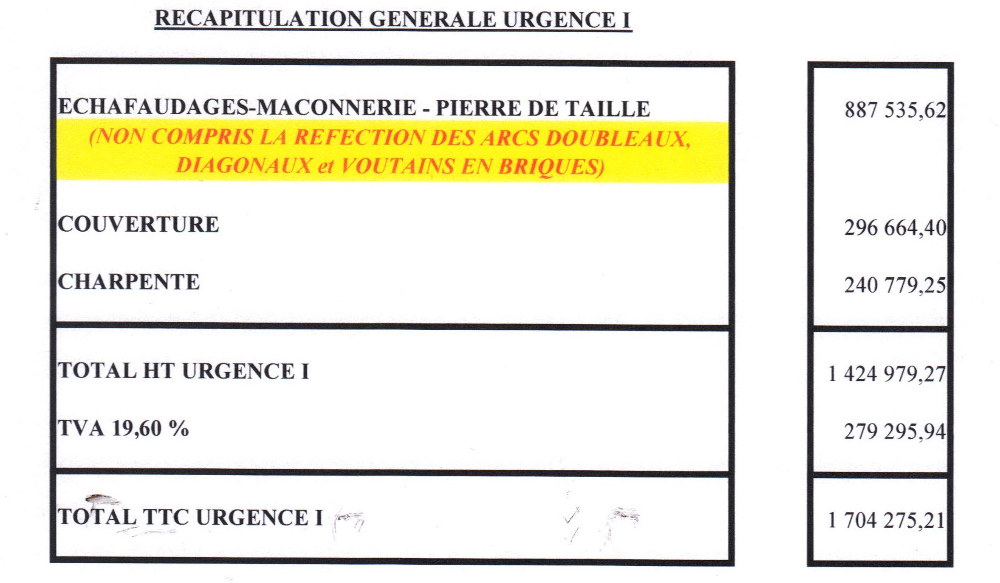 RECAPITULATION GENERALE URGENCE I
ECHAFAUDAGES-MACONNERIE - PIERRE DE TAILLE 887 535,62
(NON COMPRIS LA REFECTION DES ARCS DOUBLEAUX,
DIAGONAUX et VOUTAINS EN BRIQUES)
COUVERTURE 296 664,40
CHARPENTE 240 779,25
TOTAL HT URGENCE I 1 424 979,27
TVA 19,60 % 279 295,94
TOTAL TTC URGENCE I 1 704 275,21